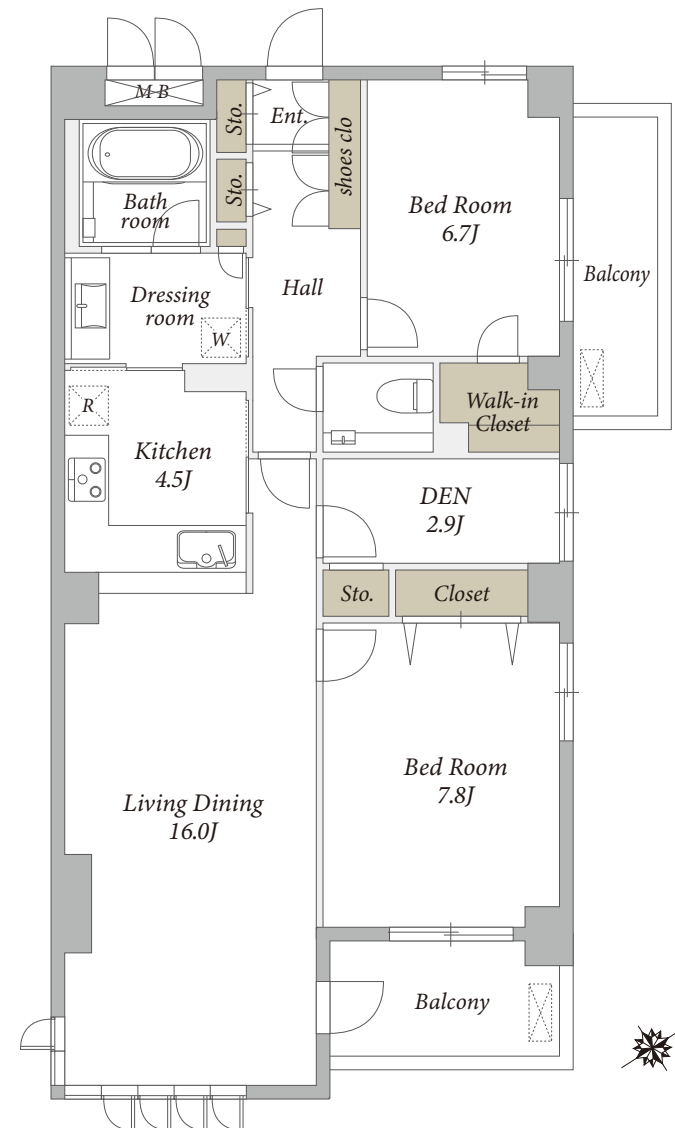 M B
Sto.
Ent.
shoes clo
Sto.
Bath
room
Bed Room
6.7J
Balcony
Hall
Dressing
room
W
R
Walk-in
Closet
Kitchen
4.5J
DEN
2.9J
Sto.
Closet
Bed Room
7.8J
Living Dining
16.0J
Balcony